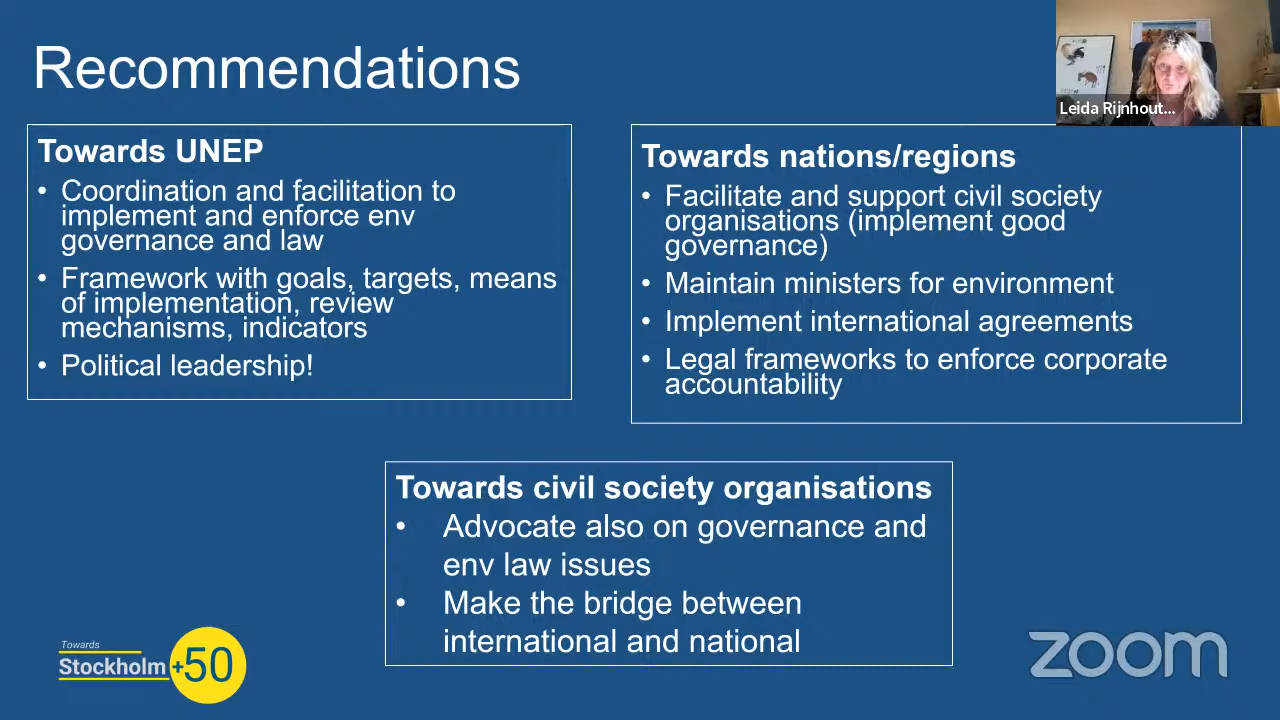 Recommendations
Leida Rijnhout...
Towards UNEP
• Coordination and facilitation to
implement and enforce env
governance and law
• Framework with goals, targets, means
of implementation, review
mechanisms, indicators
• Political leadership!
Towards nations/regions
• Facilitate and support civil society
organisations (implement good
governance)
• Maintain ministers for environment
• Implement international agreements
• Legal frameworks to enforce corporate
accountability
Towards civil society organisations
• Advocate also on governance and
env law issues
• Make the bridge between
international and national
Towards
Stockholm+50
zoom